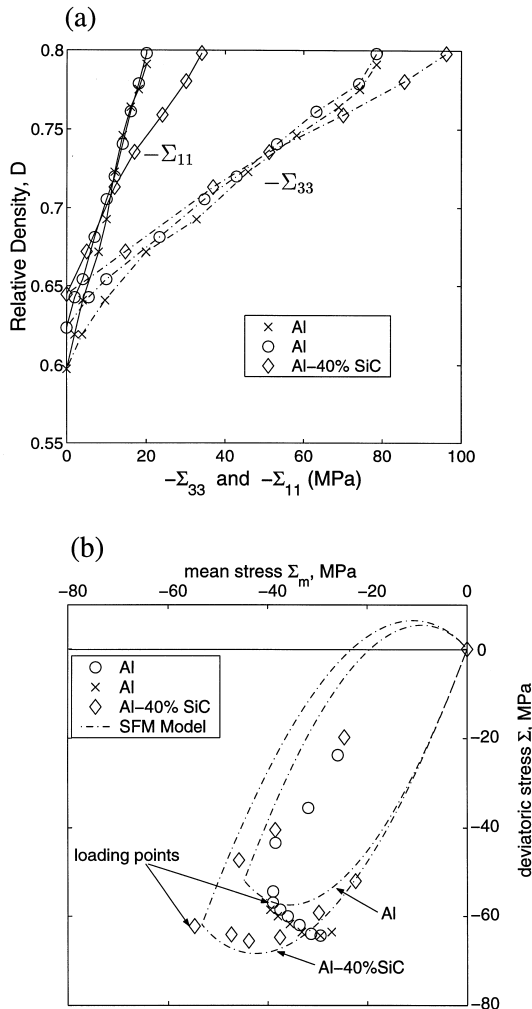 (a)
0.8
0.75
0.7
0.65
0.6
0.55
Relative Density, D
−Σ11
−Σ33
× Al
○ Al
◇ Al−40% SiC
0 20 40 60 80 100
−Σ33 and −Σ11 (MPa)
(b)
mean stress Σm, MPa
−80 −60 −40 −20 0
○ Al
× Al
◇ Al−40% SiC
−·− SFM Model
loading points
Al
Al−40%SiC
0
−20
−40
−60
−80
deviatoric stress Σ, MPa